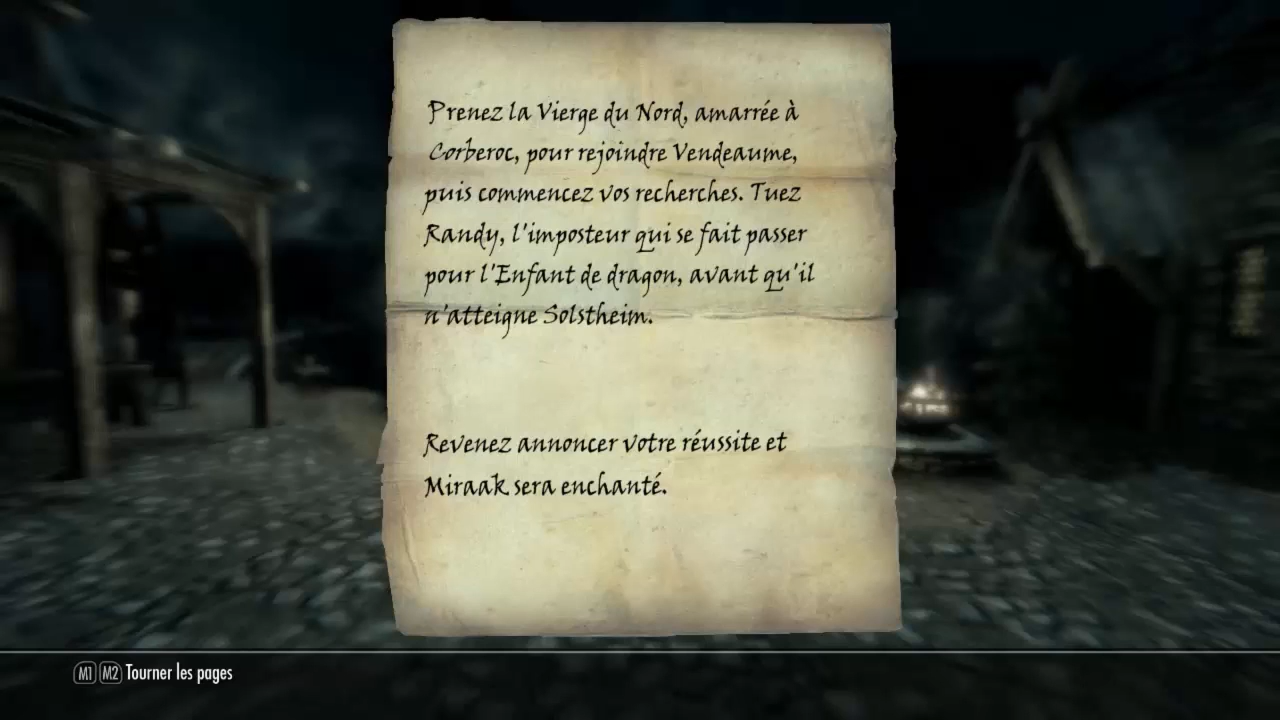 Prenez la Vierge du Nord, amarrée à
Corberoc, pour rejoindre Vendeaume,
puis commencez vos recherches. Tuez
Randy, l'imposteur qui se fait passer
pour l'Enfant de dragon, avant qu'il
n'atteigne Solstheim.
Revenez annoncer votre réussite et
Miraak sera enchanté.
M1 M2 Tourner les pages